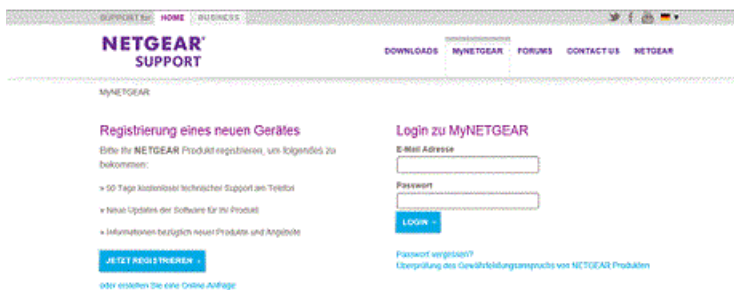 SUPPORT for HOME BUSINESS
NETGEAR®
SUPPORT
DOWNLOADS MyNETGEAR FORUMS CONTACT US NETGEAR
MyNETGEAR
Registrierung eines neuen Gerätes
Bitte Ihr NETGEAR Produkt registrieren, um folgendes zu
bekommen:
» 90 Tage kostenloser technischer Support am Telefon
» Neue Updates der Software für Ihr Produkt
» Informationen bezüglich neuer Produkte und Angebote
JETZT REGISTRIEREN ›
oder erstellen Sie eine Online-Anfrage
Login zu MyNETGEAR
E-Mail Adresse
Passwort
LOGIN ›
Passwort vergessen?
Überprüfung des Gewährleistungsanspruchs von NETGEAR Produkten